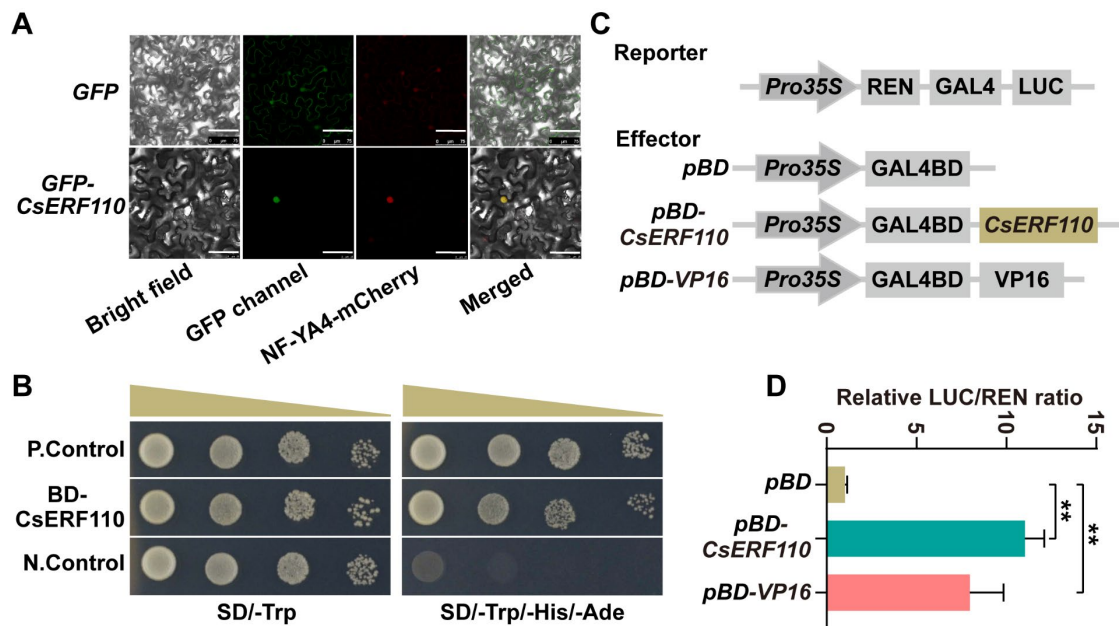 A
GFP
GFP-
CsERF110
Bright field
GFP channel
NF-YA4-mCherry
Merged
B
P.Control
BD-
CsERF110
N.Control
SD/-Trp
SD/-Trp/-His/-Ade
C
Reporter
Pro35S REN GAL4 LUC
Effector
pBD Pro35S GAL4BD
pBD-
CsERF110 Pro35S GAL4BD CsERF110
pBD-VP16 Pro35S GAL4BD VP16
D
Relative LUC/REN ratio
0 5 10 15
pBD
pBD-
CsERF110
pBD-VP16
**
**